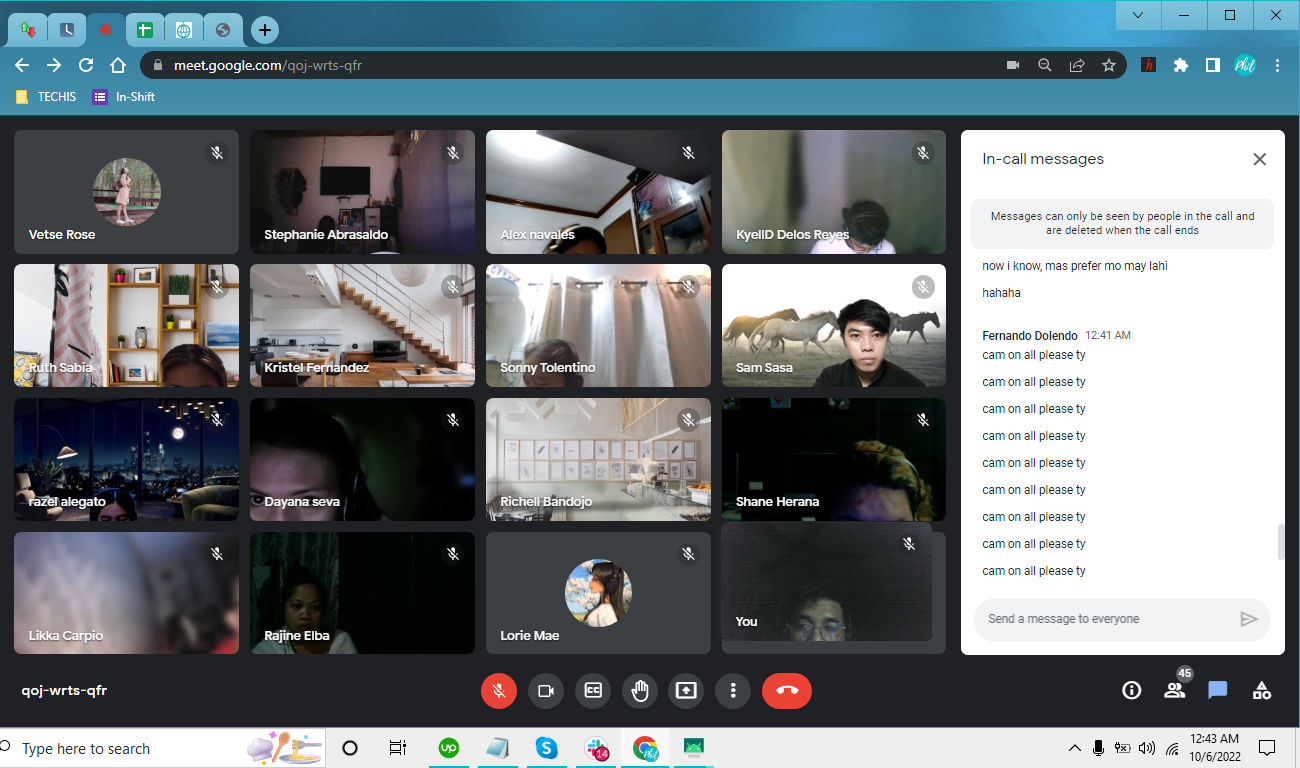 meet.google.com/qoj-wrts-qfr
Phil
TECHIS
In-Shift
Vetse Rose
Stephanie Abrasaldo
Alex navales
KyellD Delos Reyes
Ruth Sabia
Kristel Fernandez
Sonny Tolentino
Sam Sasa
razel alegato
Dayana seva
Richell Bandojo
Shane Herana
Likka Carpio
Rajine Elba
Lorie Mae
You
In-call messages
Messages can only be seen by people in the call and
are deleted when the call ends
now i know, mas prefer mo may lahi
hahaha
Fernando Dolendo 12:41 AM
cam on all please ty
cam on all please ty
cam on all please ty
cam on all please ty
cam on all please ty
cam on all please ty
cam on all please ty
cam on all please ty
cam on all please ty
Send a message to everyone
qoj-wrts-qfr
CC
45
Type here to search
up
S
14
12:43 AM
10/6/2022